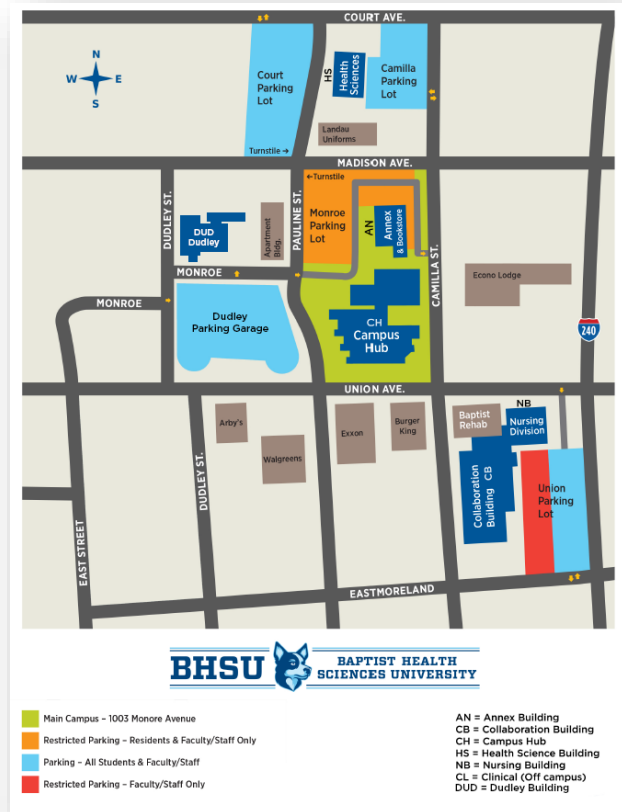 COURT AVE.
N
W E
S
Court
Parking
Lot
HS
Health
Sciences
Camilla
Parking
Lot
Landau
Uniforms
Turnstile →
MADISON AVE.
←Turnstile
DUDLEY ST.
PAULINE ST.
DUD
Dudley
Apartment
Bldg.
Monroe
Parking
Lot
AN
Annex
& Bookstore
CAMILLA ST.
MONROE
Econo Lodge
MONROE
Dudley
Parking Garage
CH
Campus
Hub
240
UNION AVE.
Arby's
Walgreens
Exxon
Burger
King
NB
Baptist
Rehab
Nursing
Division
DUDLEY ST.
Collaboration
Building CB
Union
Parking
Lot
EAST STREET
EASTMORELAND
BHSU
BAPTIST HEALTH
SCIENCES UNIVERSITY
Main Campus – 1003 Monore Avenue
Restricted Parking – Residents & Faculty/Staff Only
Parking – All Students & Faculty/Staff
Restricted Parking – Faculty/Staff Only
AN = Annex Building
CB = Collaboration Building
CH = Campus Hub
HS = Health Science Building
NB = Nursing Building
CL = Clinical (Off campus)
DUD = Dudley Building